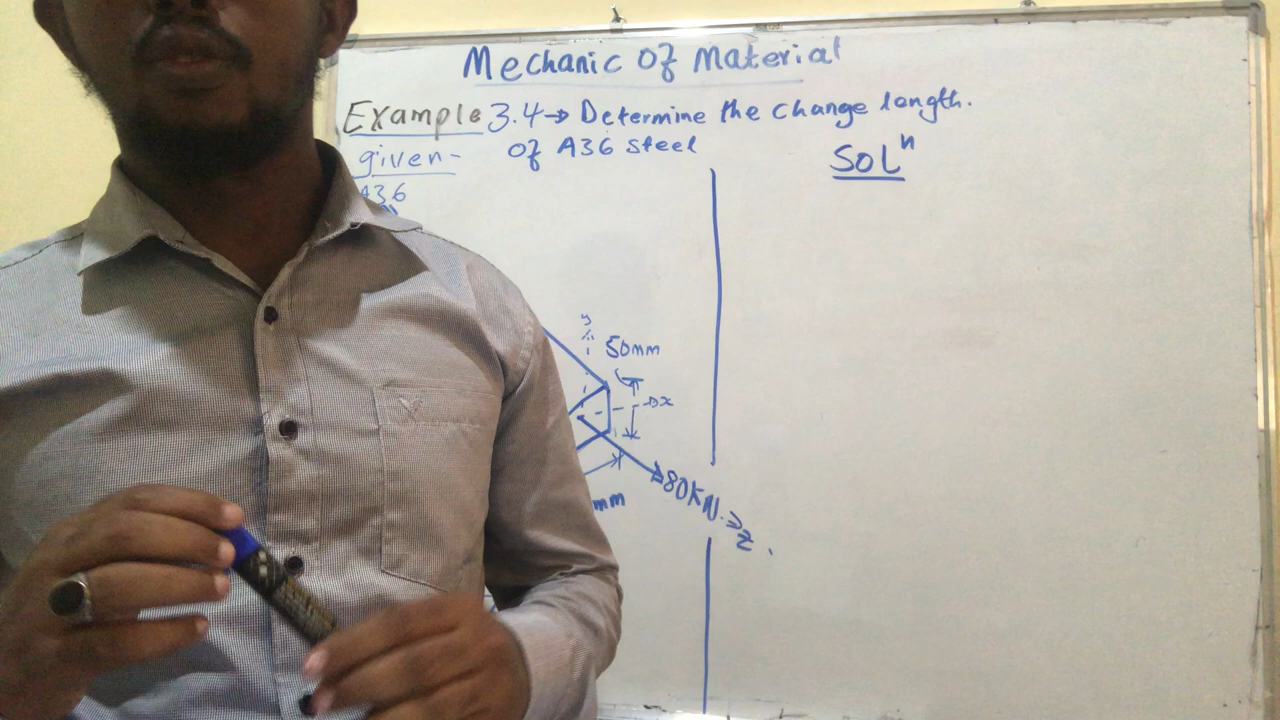 Mechanic Of Material
Example 3.4→ Determine the change length.
of A36 steel
given-
A36
Solⁿ
y
50mm
x
mm
80KN.
z